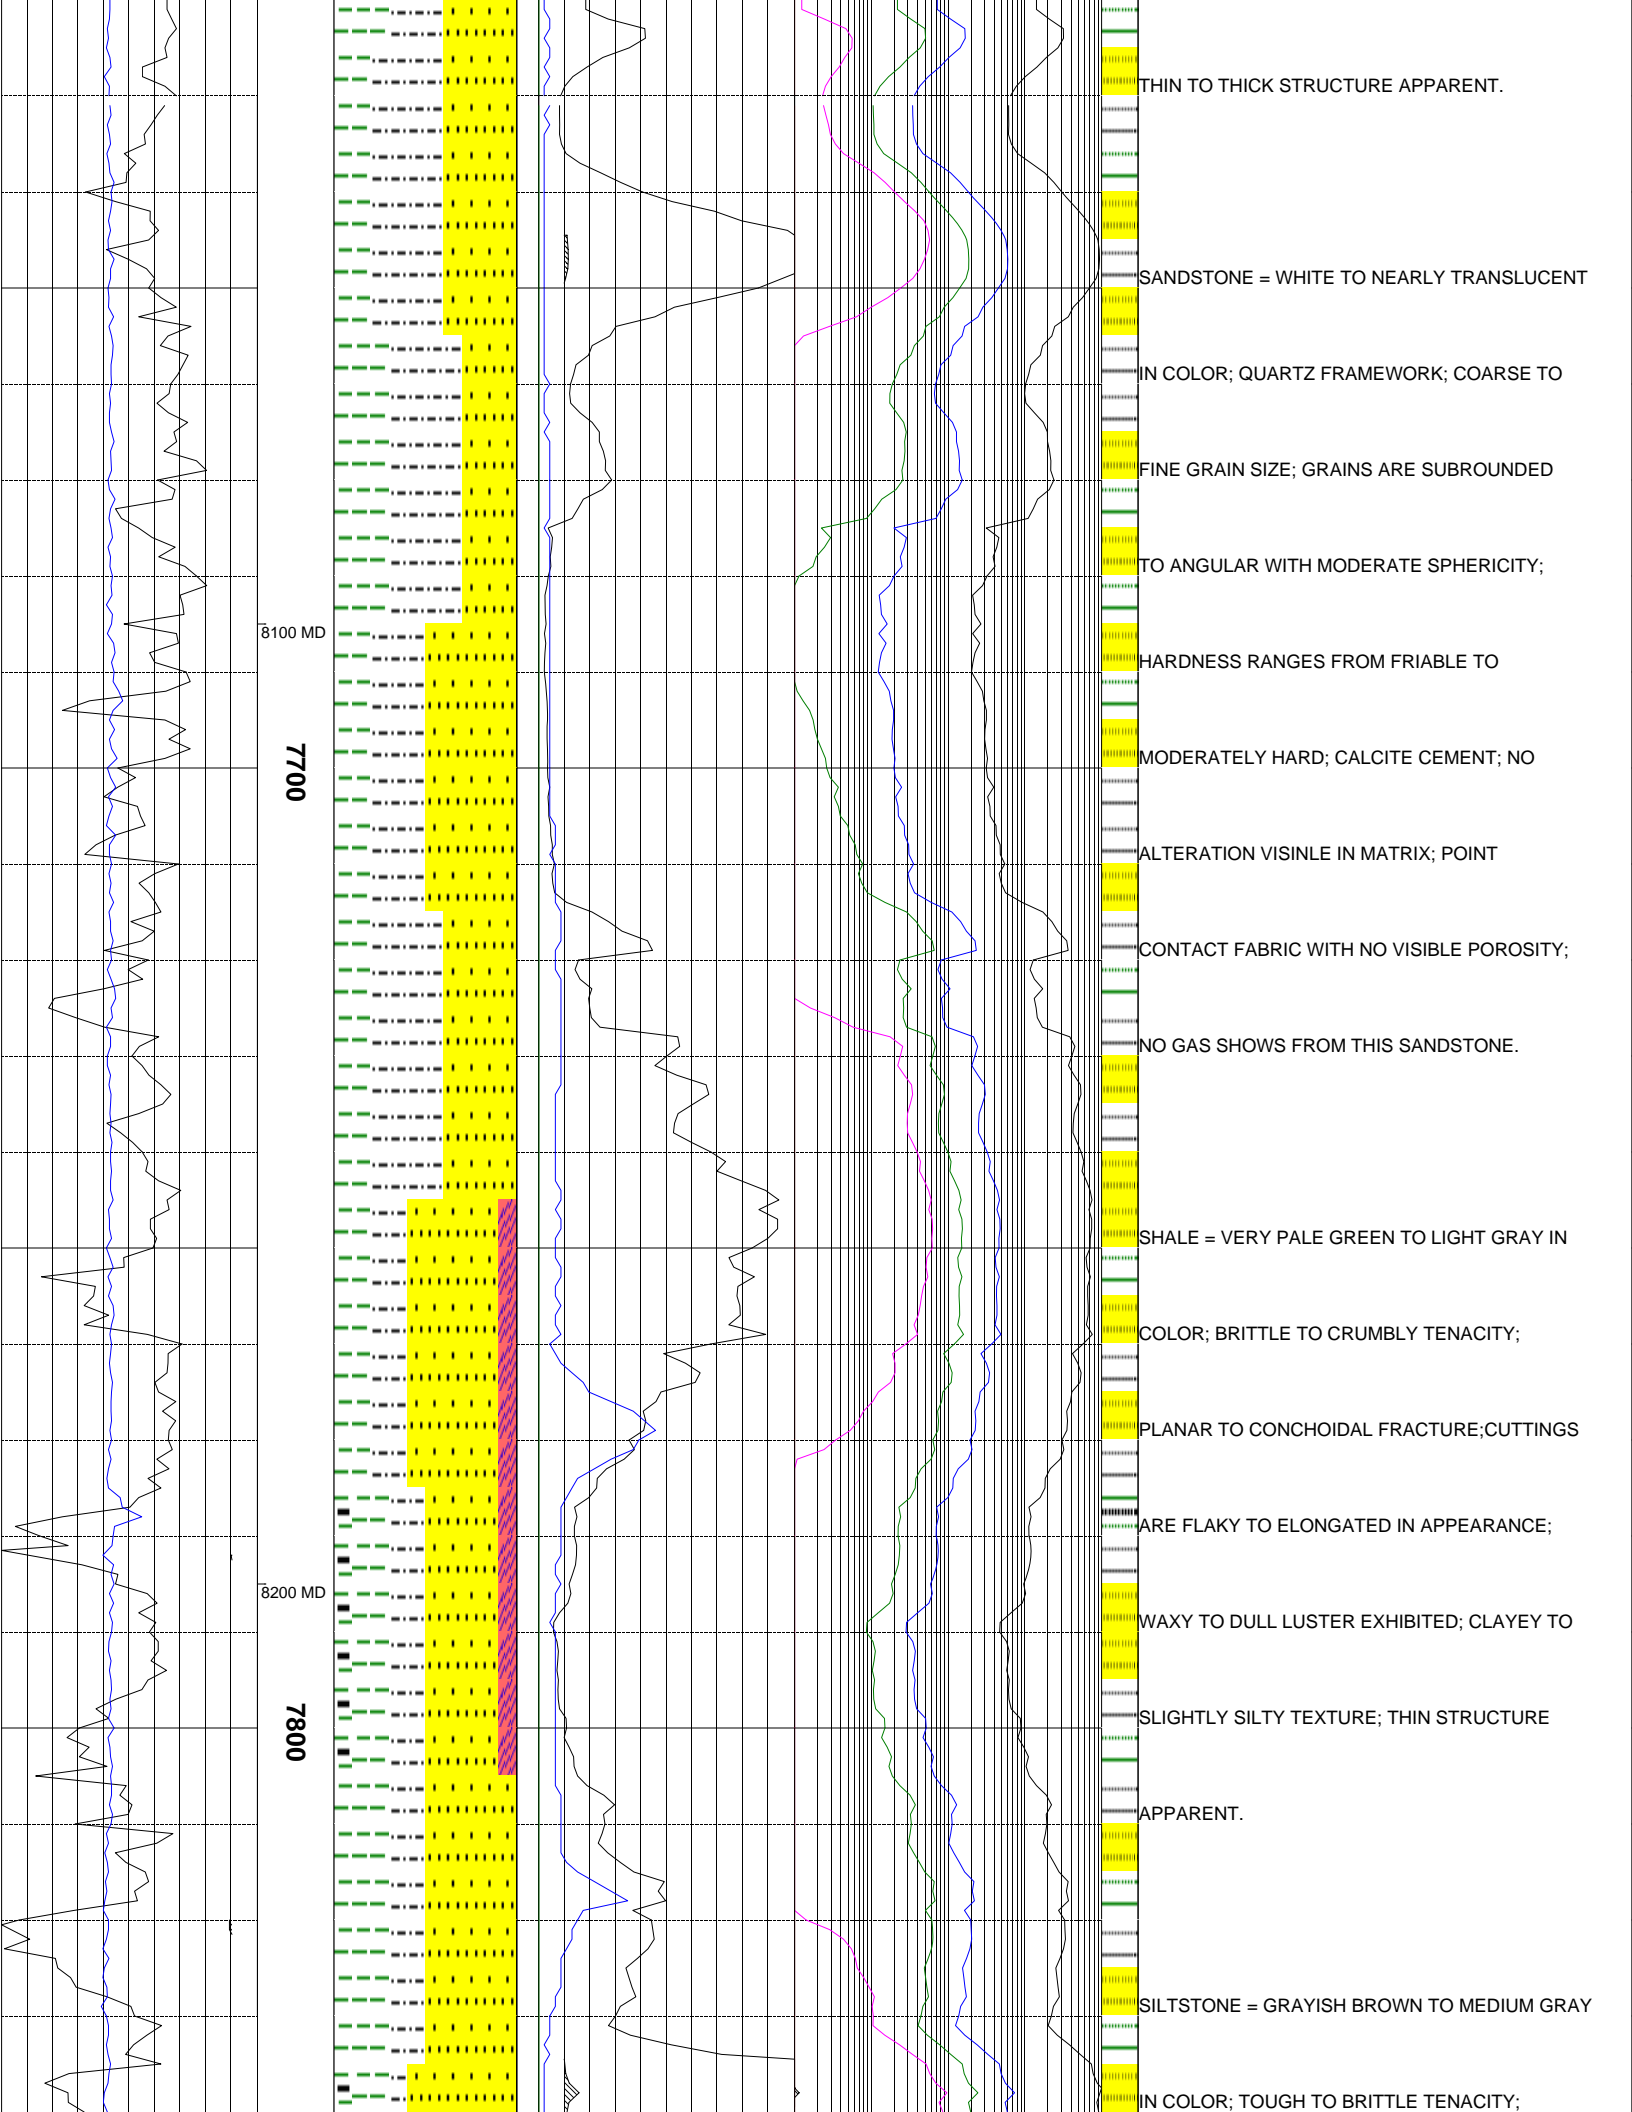 THIN TO THICK STRUCTURE APPARENT.
SANDSTONE = WHITE TO NEARLY TRANSLUCENT
IN COLOR; QUARTZ FRAMEWORK; COARSE TO
FINE GRAIN SIZE; GRAINS ARE SUBROUNDED
TO ANGULAR WITH MODERATE SPHERICITY;
8100 MD
HARDNESS RANGES FROM FRIABLE TO
7700
MODERATELY HARD; CALCITE CEMENT; NO
ALTERATION VISINLE IN MATRIX; POINT
CONTACT FABRIC WITH NO VISIBLE POROSITY;
NO GAS SHOWS FROM THIS SANDSTONE.
SHALE = VERY PALE GREEN TO LIGHT GRAY IN
COLOR; BRITTLE TO CRUMBLY TENACITY;
PLANAR TO CONCHOIDAL FRACTURE;CUTTINGS
ARE FLAKY TO ELONGATED IN APPEARANCE;
8200 MD
WAXY TO DULL LUSTER EXHIBITED; CLAYEY TO
7800
SLIGHTLY SILTY TEXTURE; THIN STRUCTURE
APPARENT.
SILTSTONE = GRAYISH BROWN TO MEDIUM GRAY
IN COLOR; TOUGH TO BRITTLE TENACITY;